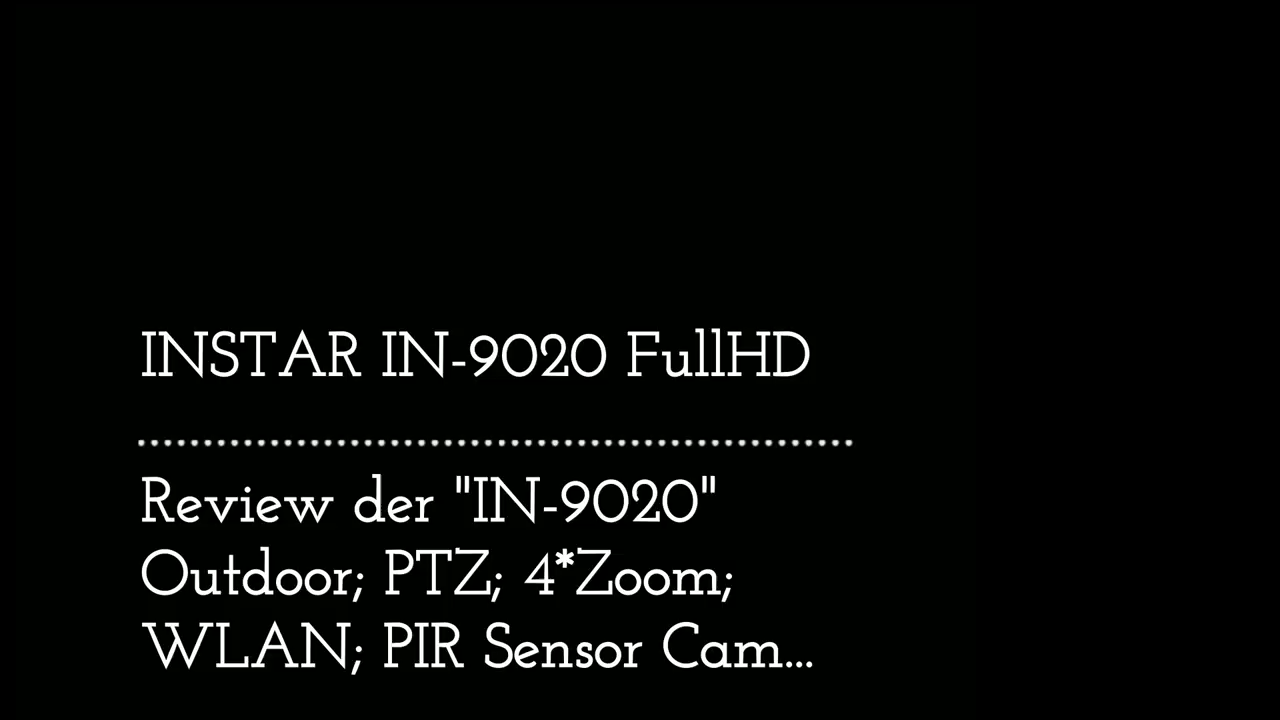 INSTAR IN-9020 FullHD
Review der "IN-9020"
Outdoor; PTZ; 4*Zoom;
WLAN; PIR Sensor Cam...